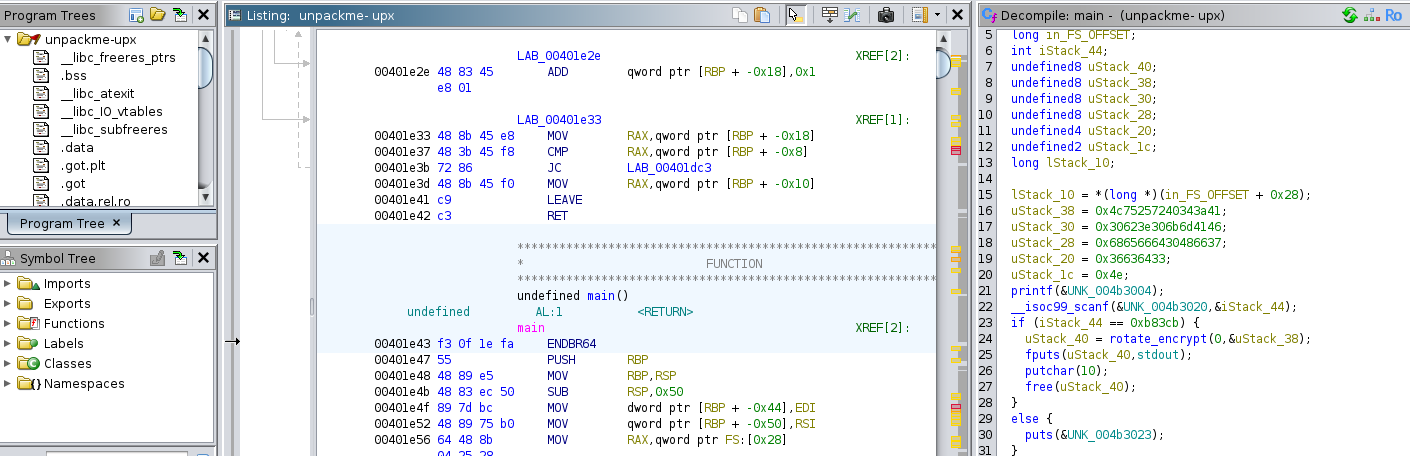 Program Trees
unpackme-upx
__libc_freeres_ptrs
.bss
__libc_atexit
__libc_IO_vtables
__libc_subfreeres
.data
.got.plt
.got
.data.rel.ro
Program Tree
Symbol Tree
Imports
Exports
Functions
Labels
Classes
Namespaces
Listing: unpackme- upx
LAB_00401e2e XREF[2]:
00401e2e 48 83 45 ADD qword ptr [RBP + -0x18],0x1
e8 01
LAB_00401e33 XREF[1]:
00401e33 48 8b 45 e8 MOV RAX,qword ptr [RBP + -0x18]
00401e37 48 3b 45 f8 CMP RAX,qword ptr [RBP + -0x8]
00401e3b 72 86 JC LAB_00401dc3
00401e3d 48 8b 45 f0 MOV RAX,qword ptr [RBP + -0x10]
00401e41 c9 LEAVE
00401e42 c3 RET
************************************************************
* FUNCTION
************************************************************
undefined main()
undefined AL:1 <RETURN>
main XREF[2]:
00401e43 f3 0f 1e fa ENDBR64
00401e47 55 PUSH RBP
00401e48 48 89 e5 MOV RBP,RSP
00401e4b 48 83 ec 50 SUB RSP,0x50
00401e4f 89 7d bc MOV dword ptr [RBP + -0x44],EDI
00401e52 48 89 75 b0 MOV qword ptr [RBP + -0x50],RSI
00401e56 64 48 8b MOV RAX,qword ptr FS:[0x28]
04 25 28
Decompile: main - (unpackme- upx)
Ro
5 long in_FS_OFFSET;
6 int iStack_44;
7 undefined8 uStack_40;
8 undefined8 uStack_38;
9 undefined8 uStack_30;
10 undefined8 uStack_28;
11 undefined4 uStack_20;
12 undefined2 uStack_1c;
13 long lStack_10;
14
15 lStack_10 = *(long *)(in_FS_OFFSET + 0x28);
16 uStack_38 = 0x4c75257240343a41;
17 uStack_30 = 0x30623e306b6d4146;
18 uStack_28 = 0x6865666430486637;
19 uStack_20 = 0x36636433;
20 uStack_1c = 0x4e;
21 printf(&UNK_004b3004);
22 __isoc99_scanf(&UNK_004b3020,&iStack_44);
23 if (iStack_44 == 0xb83cb) {
24 uStack_40 = rotate_encrypt(0,&uStack_38);
25 fputs(uStack_40,stdout);
26 putchar(10);
27 free(uStack_40);
28 }
29 else {
30 puts(&UNK_004b3023);
31 }